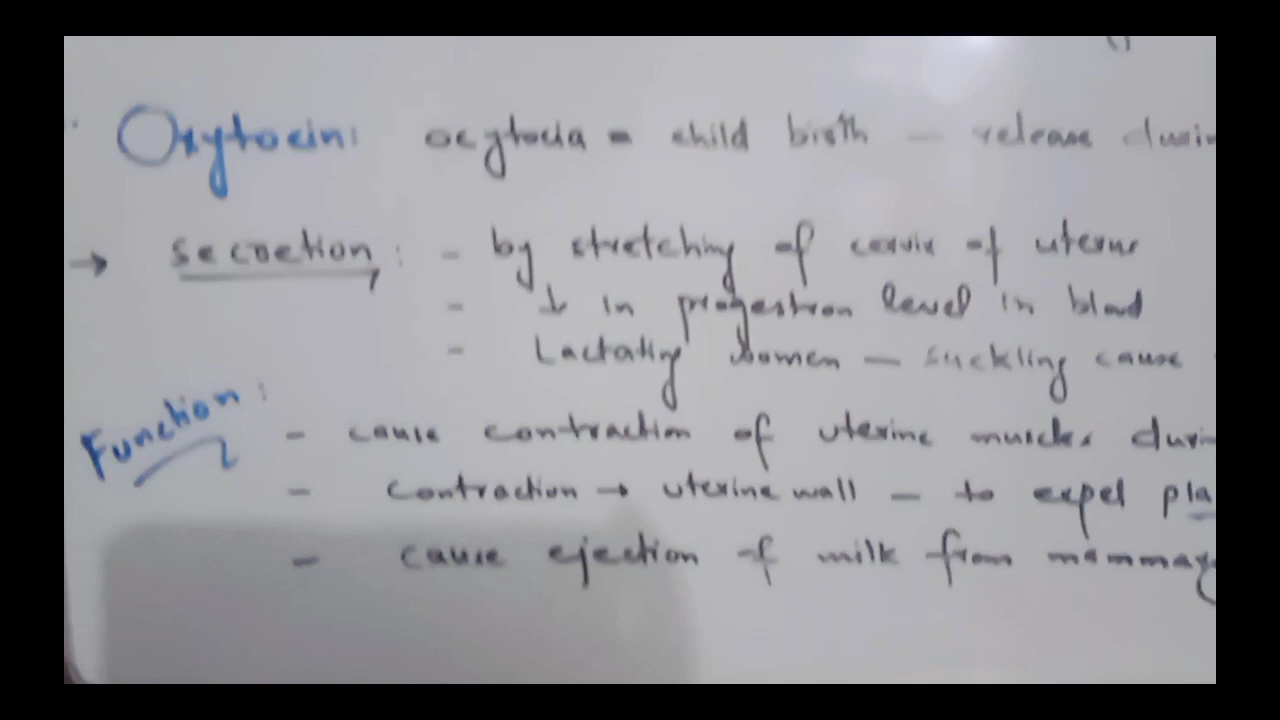 Oxytocin: ocytocia = child birth - release durin
→ secretion: - by stretching of cervix of uterus
- ↓ in progestron level in blood
- Lactating women - suckling cause
Function:
- cause contraction of uterine muscles durin
- contraction → uterine wall - to expel pla
- cause ejection of milk from mammary